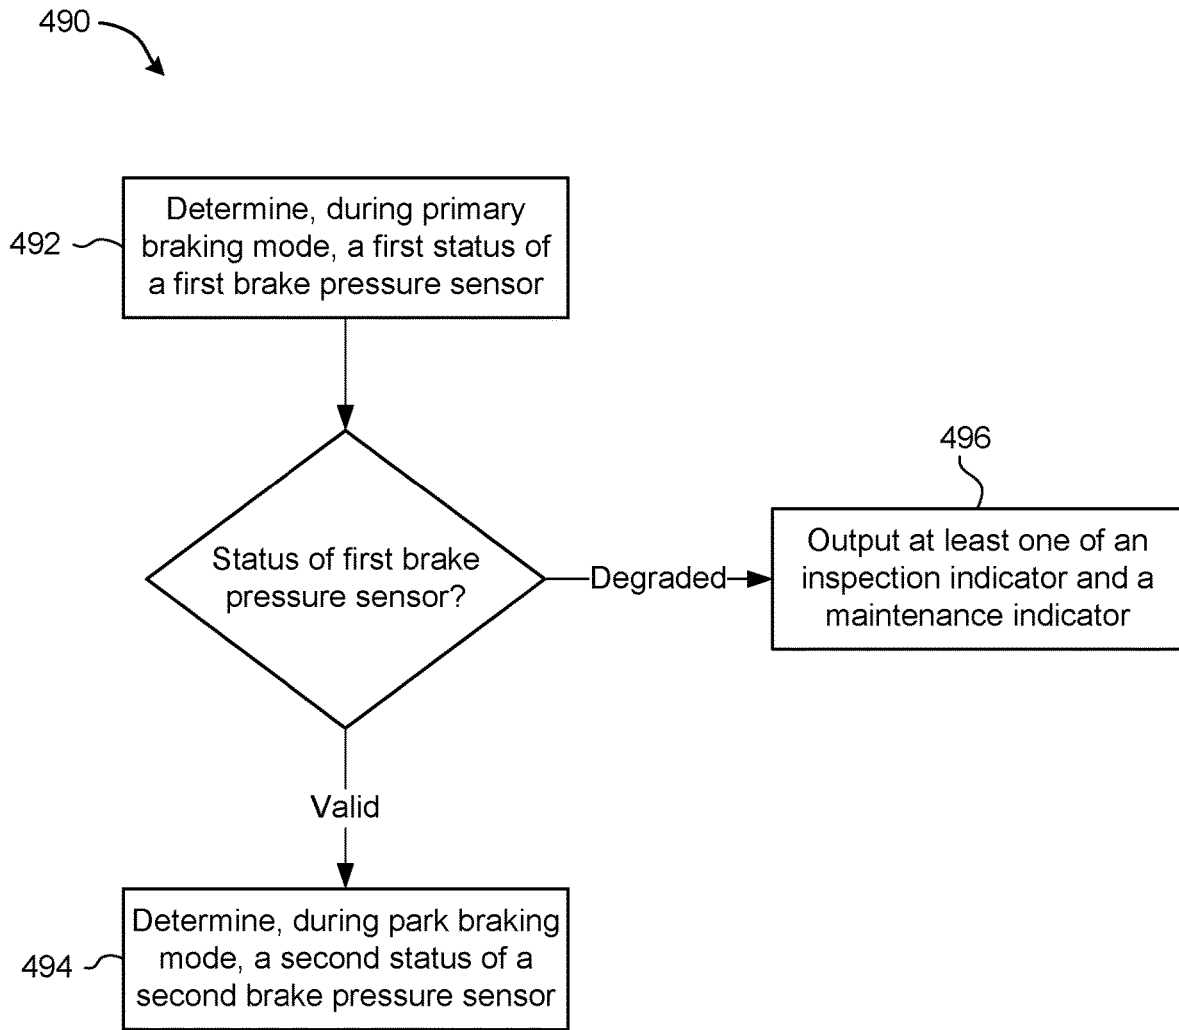 490
Determine, during primary
braking mode, a first status of
a first brake pressure sensor
492
Status of first brake
pressure sensor?
Degraded
496
Output at least one of an
inspection indicator and a
maintenance indicator
Valid
Determine, during park braking
mode, a second status of a
second brake pressure sensor
494